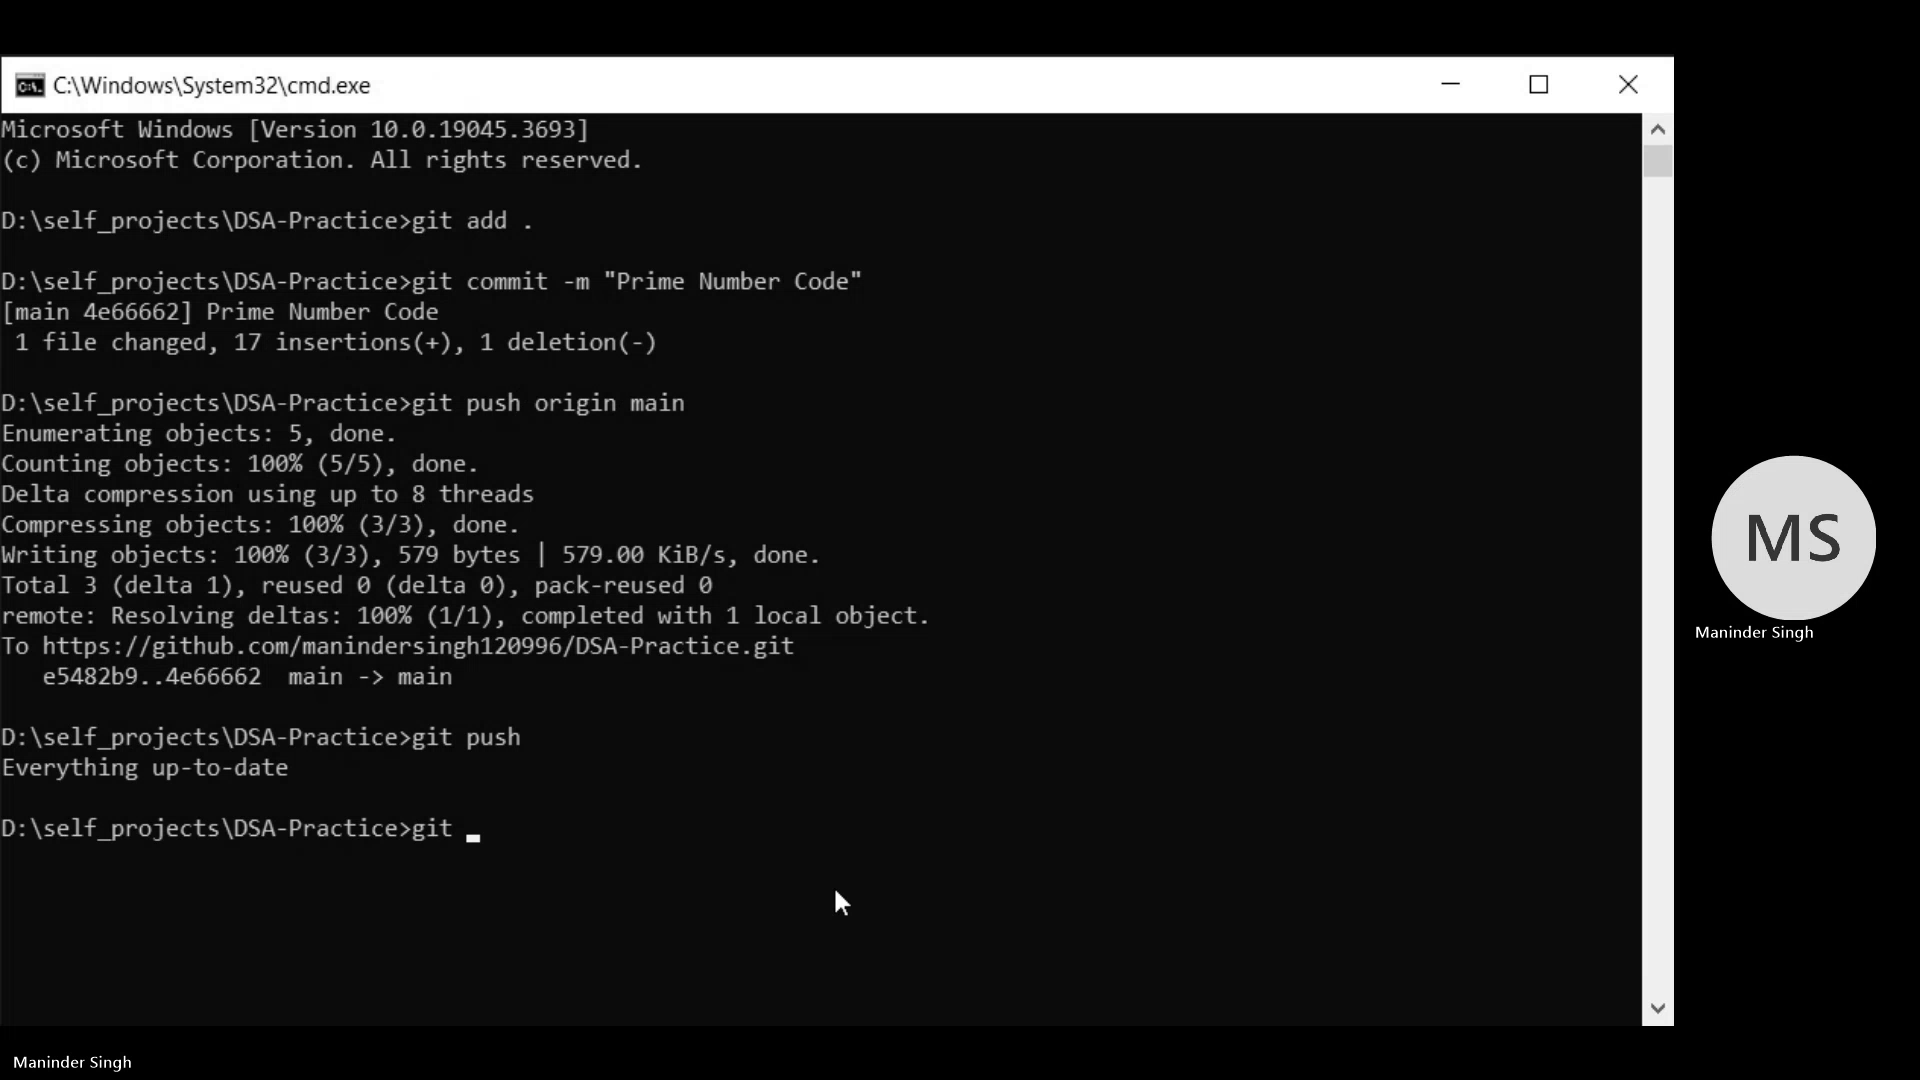 C:\Windows\System32\cmd.exe
Microsoft Windows [Version 10.0.19045.3693]
(c) Microsoft Corporation. All rights reserved.
D:\self_projects\DSA-Practice>git add .
D:\self_projects\DSA-Practice>git commit -m "Prime Number Code"
[main 4e66662] Prime Number Code
1 file changed, 17 insertions(+), 1 deletion(-)
D:\self_projects\DSA-Practice>git push origin main
Enumerating objects: 5, done.
Counting objects: 100% (5/5), done.
Delta compression using up to 8 threads
Compressing objects: 100% (3/3), done.
Writing objects: 100% (3/3), 579 bytes | 579.00 KiB/s, done.
Total 3 (delta 1), reused 0 (delta 0), pack-reused 0
remote: Resolving deltas: 100% (1/1), completed with 1 local object.
To https://github.com/manindersingh120996/DSA-Practice.git
e5482b9..4e66662  main -> main
D:\self_projects\DSA-Practice>git push
Everything up-to-date
D:\self_projects\DSA-Practice>git
MS
Maninder Singh
Maninder Singh